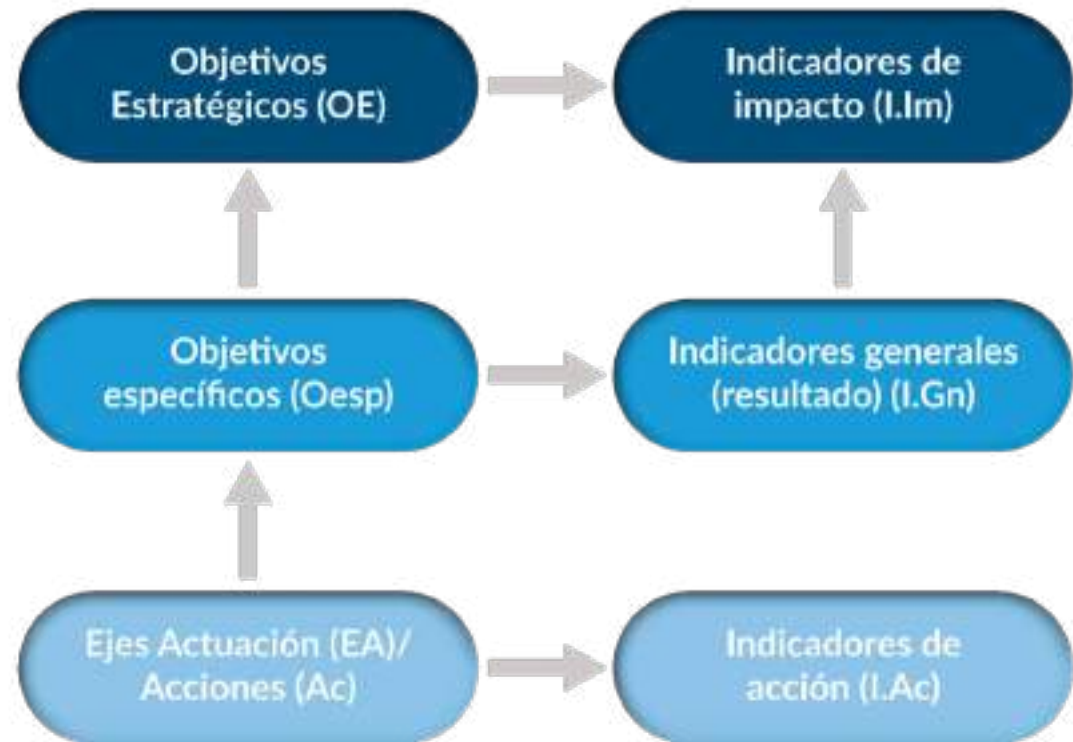 Objetivos
Estratégicos (OE)
Indicadores de
impacto (I.Im)
Objetivos
específicos (Oesp)
Indicadores generales
(resultado) (I.Gn)
Ejes Actuación (EA)/
Acciones (Ac)
Indicadores de
acción (I.Ac)